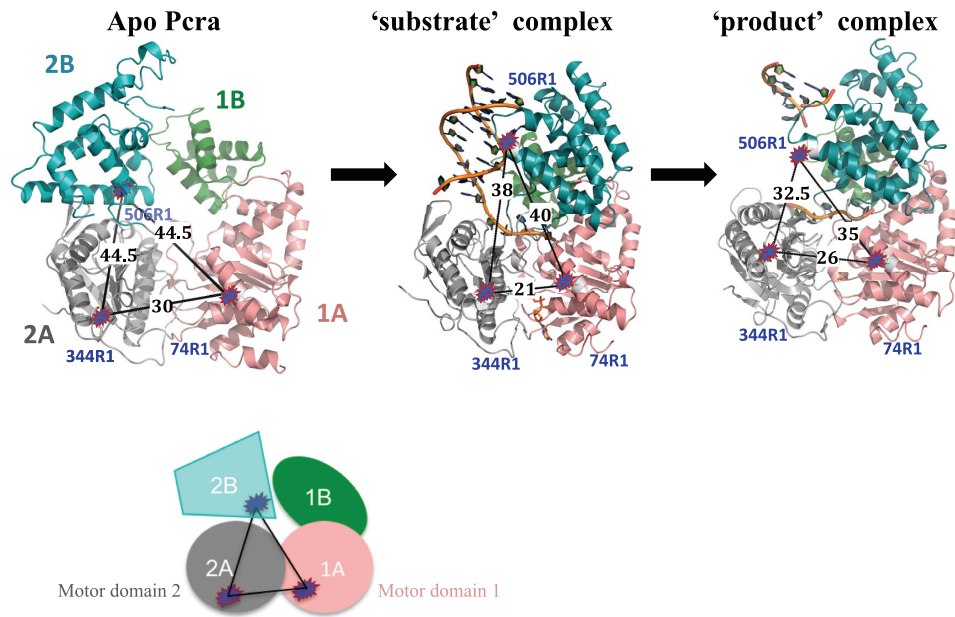 Apo Pcra
‘substrate’ complex
‘product’ complex
2B
1B
506R1
44.5
44.5
30
2A
1A
344R1
74R1
506R1
38
40
21
344R1
74R1
506R1
32.5
35
26
344R1
74R1
2B
1B
2A
1A
Motor domain 2
Motor domain 1